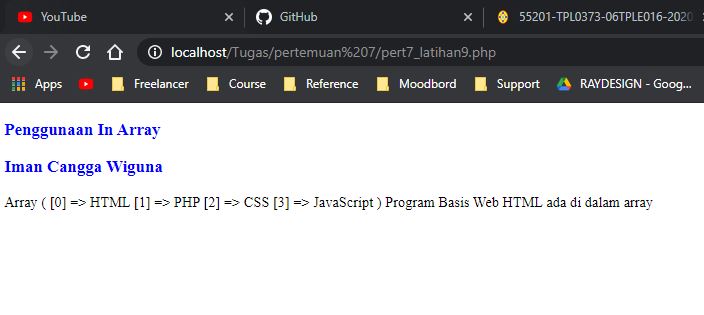 YouTube
GitHub
55201-TPL0373-06TPLE016-2020
localhost/Tugas/pertemuan%207/pert7_latihan9.php
Apps Freelancer Course Reference Moodbord Support RAYDESIGN - Goog...
Penggunaan In Array
Iman Cangga Wiguna
Array ( [0] => HTML [1] => PHP [2] => CSS [3] => JavaScript ) Program Basis Web HTML ada di dalam array